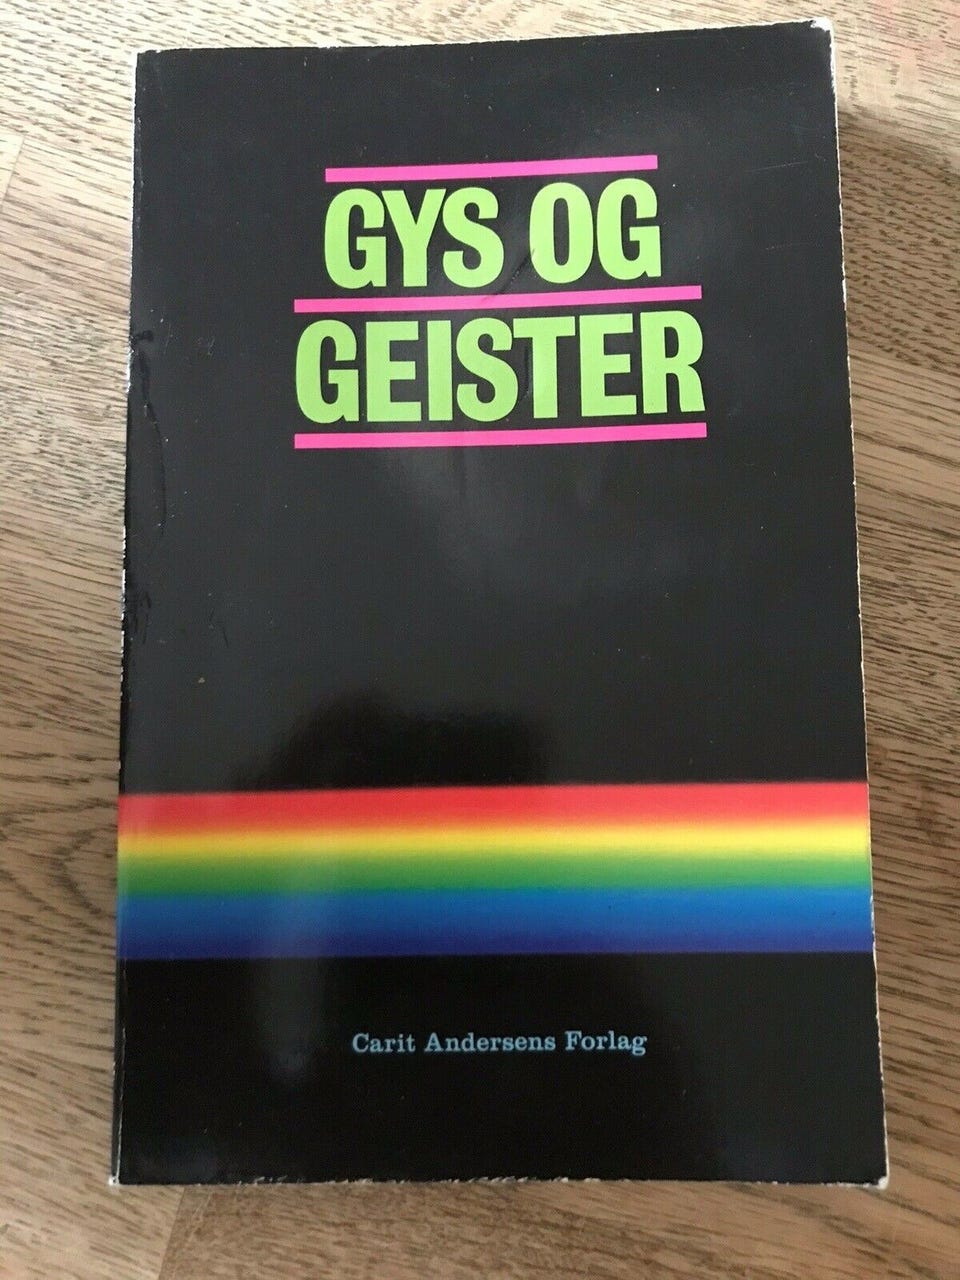 GYS OG
GEISTER
Carit Andersens Forlag